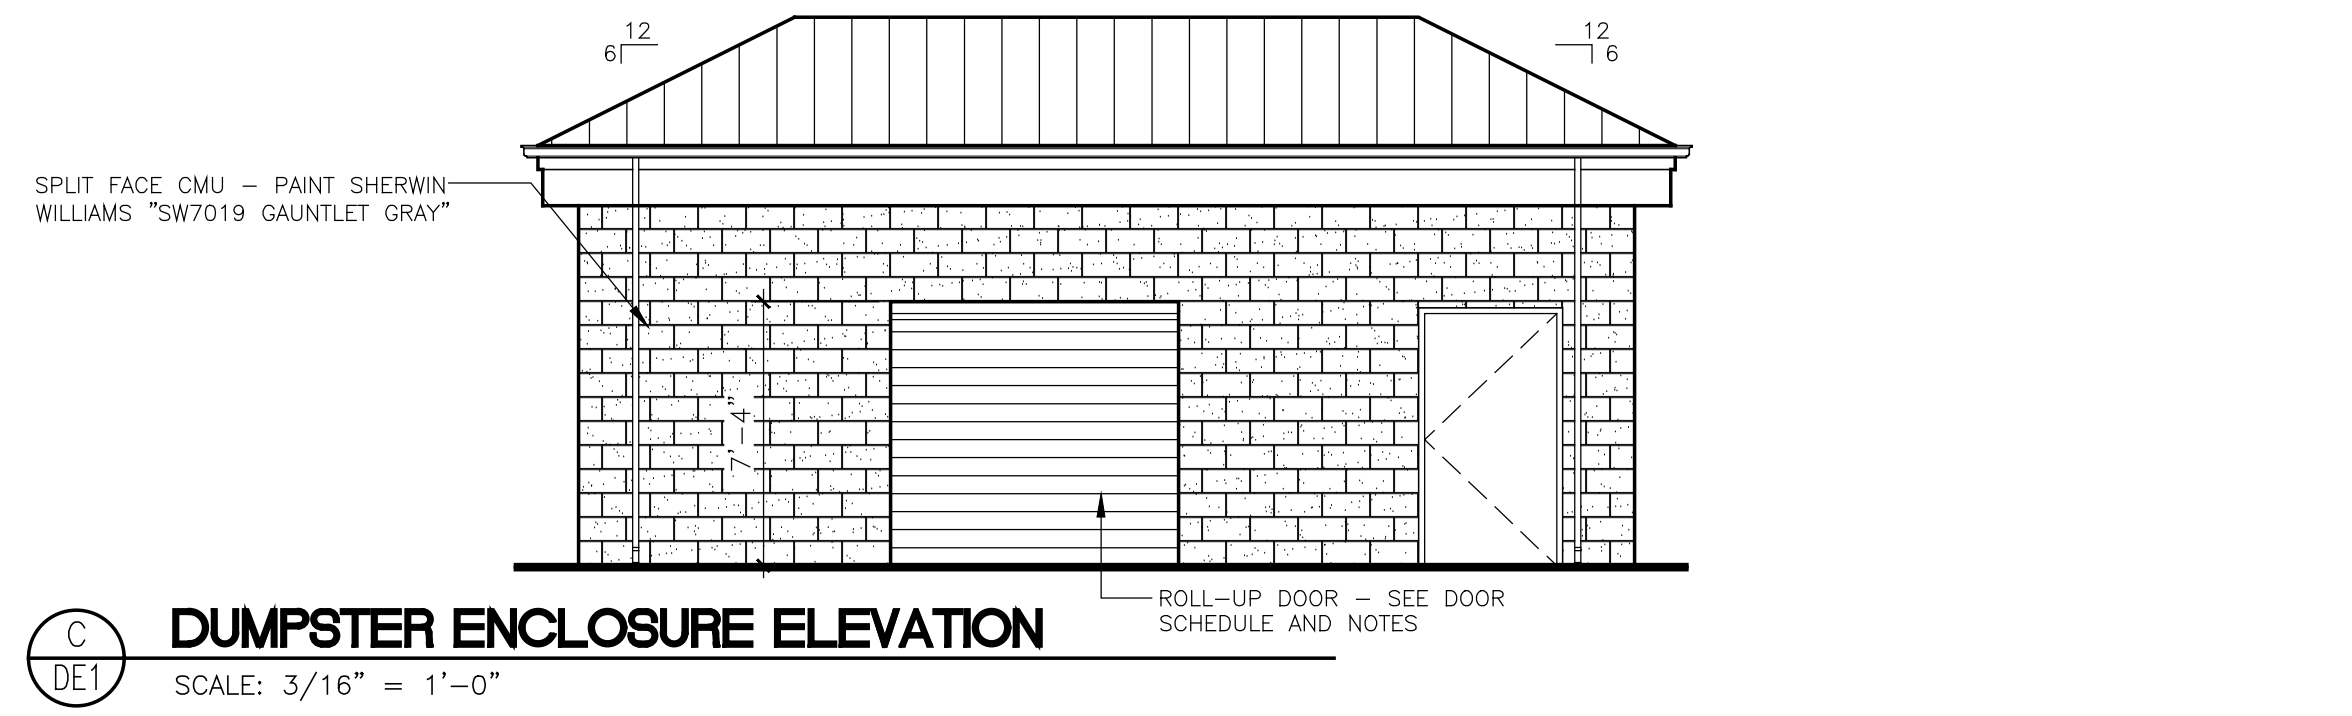 12
6
12
6
SPLIT FACE CMU – PAINT SHERWIN
WILLIAMS "SW7019 GAUNTLET GRAY"
7'–4"
ROLL–UP DOOR – SEE DOOR
SCHEDULE AND NOTES
C
DE1
DUMPSTER ENCLOSURE ELEVATION
SCALE: 3/16" = 1'–0"